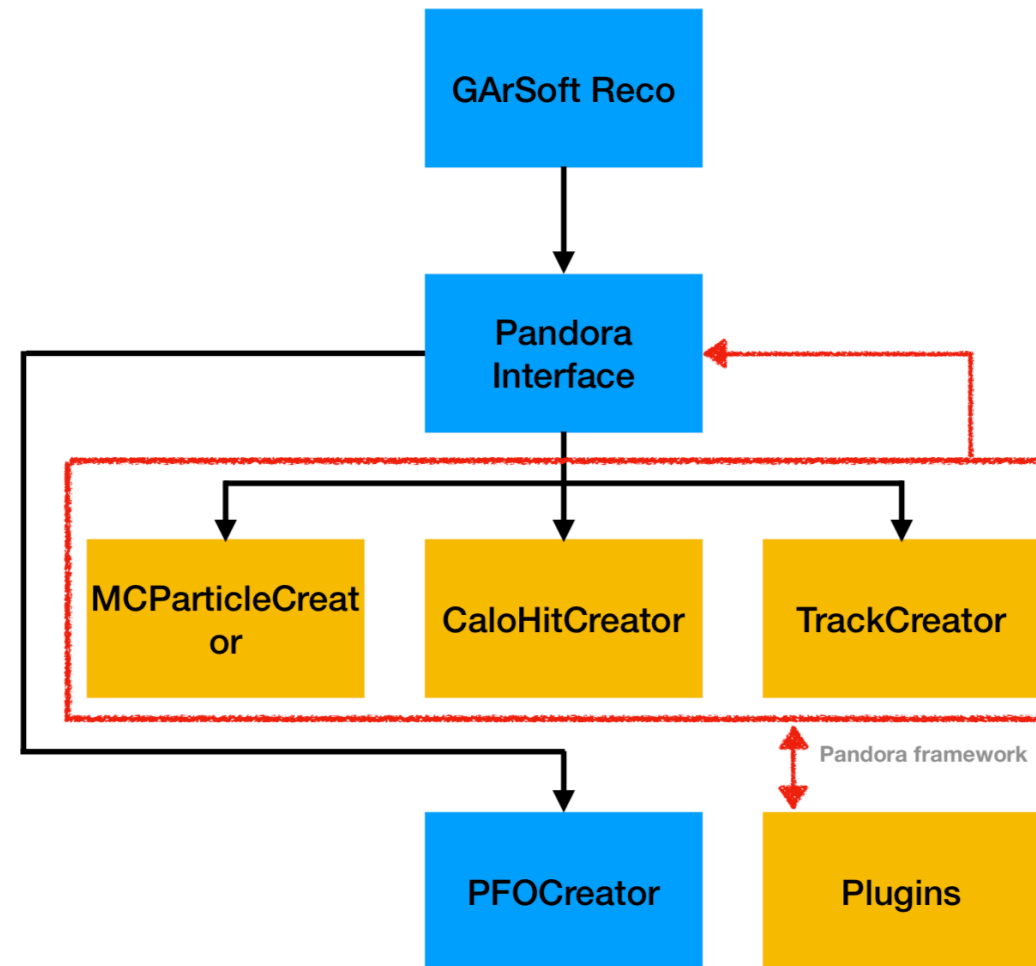 GArSoft Reco
Pandora
Interface
MCParticleCreat
or
CaloHitCreator
TrackCreator
Pandora framework
PFOCreator
Plugins